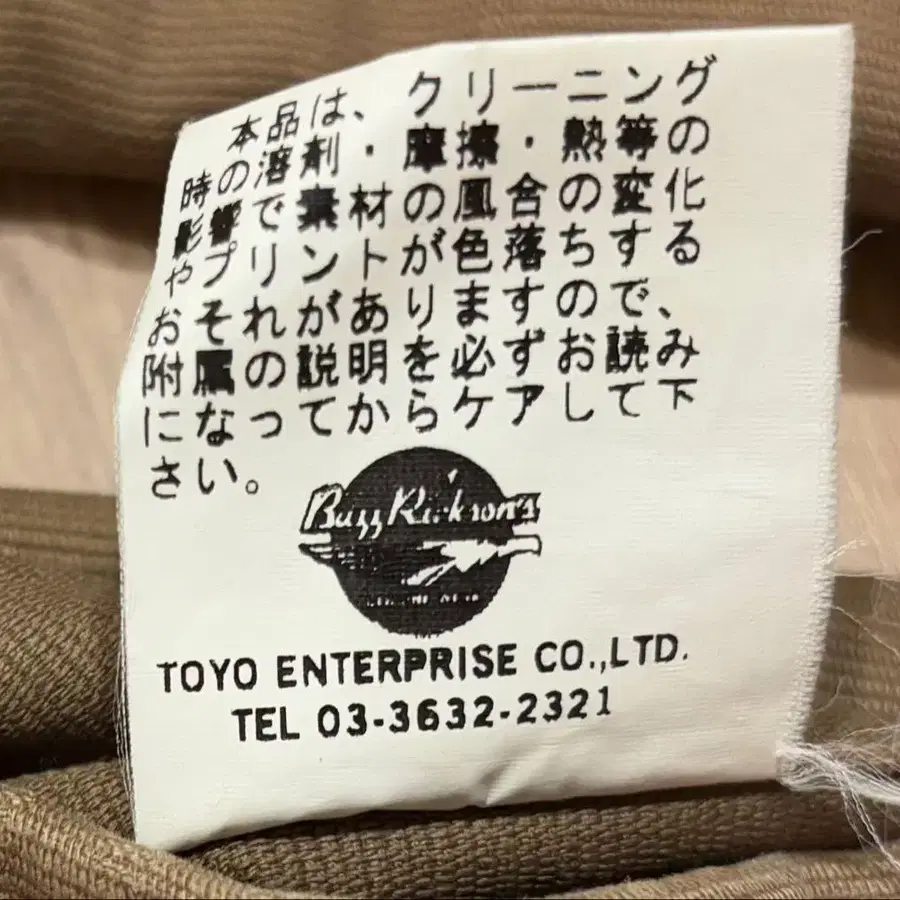 本品は、クリーニング
時の溶剤・摩擦・熱等の
影響で素材の風合の変化
やプリントが色落ちする
おそれがありますので、
附属の説明を必ずお読み
になってからケアして下
さい。
Buzz Rickson's
TOYO ENTERPRISE CO.,LTD.
TEL 03-3632-2321